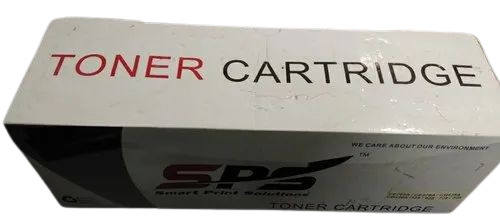 TONER CARTRIDGE
WE CARE ABOUT OUR ENVIRONMENT
SPS TM
Smart Print Solutions
TONER CARTRIDGE